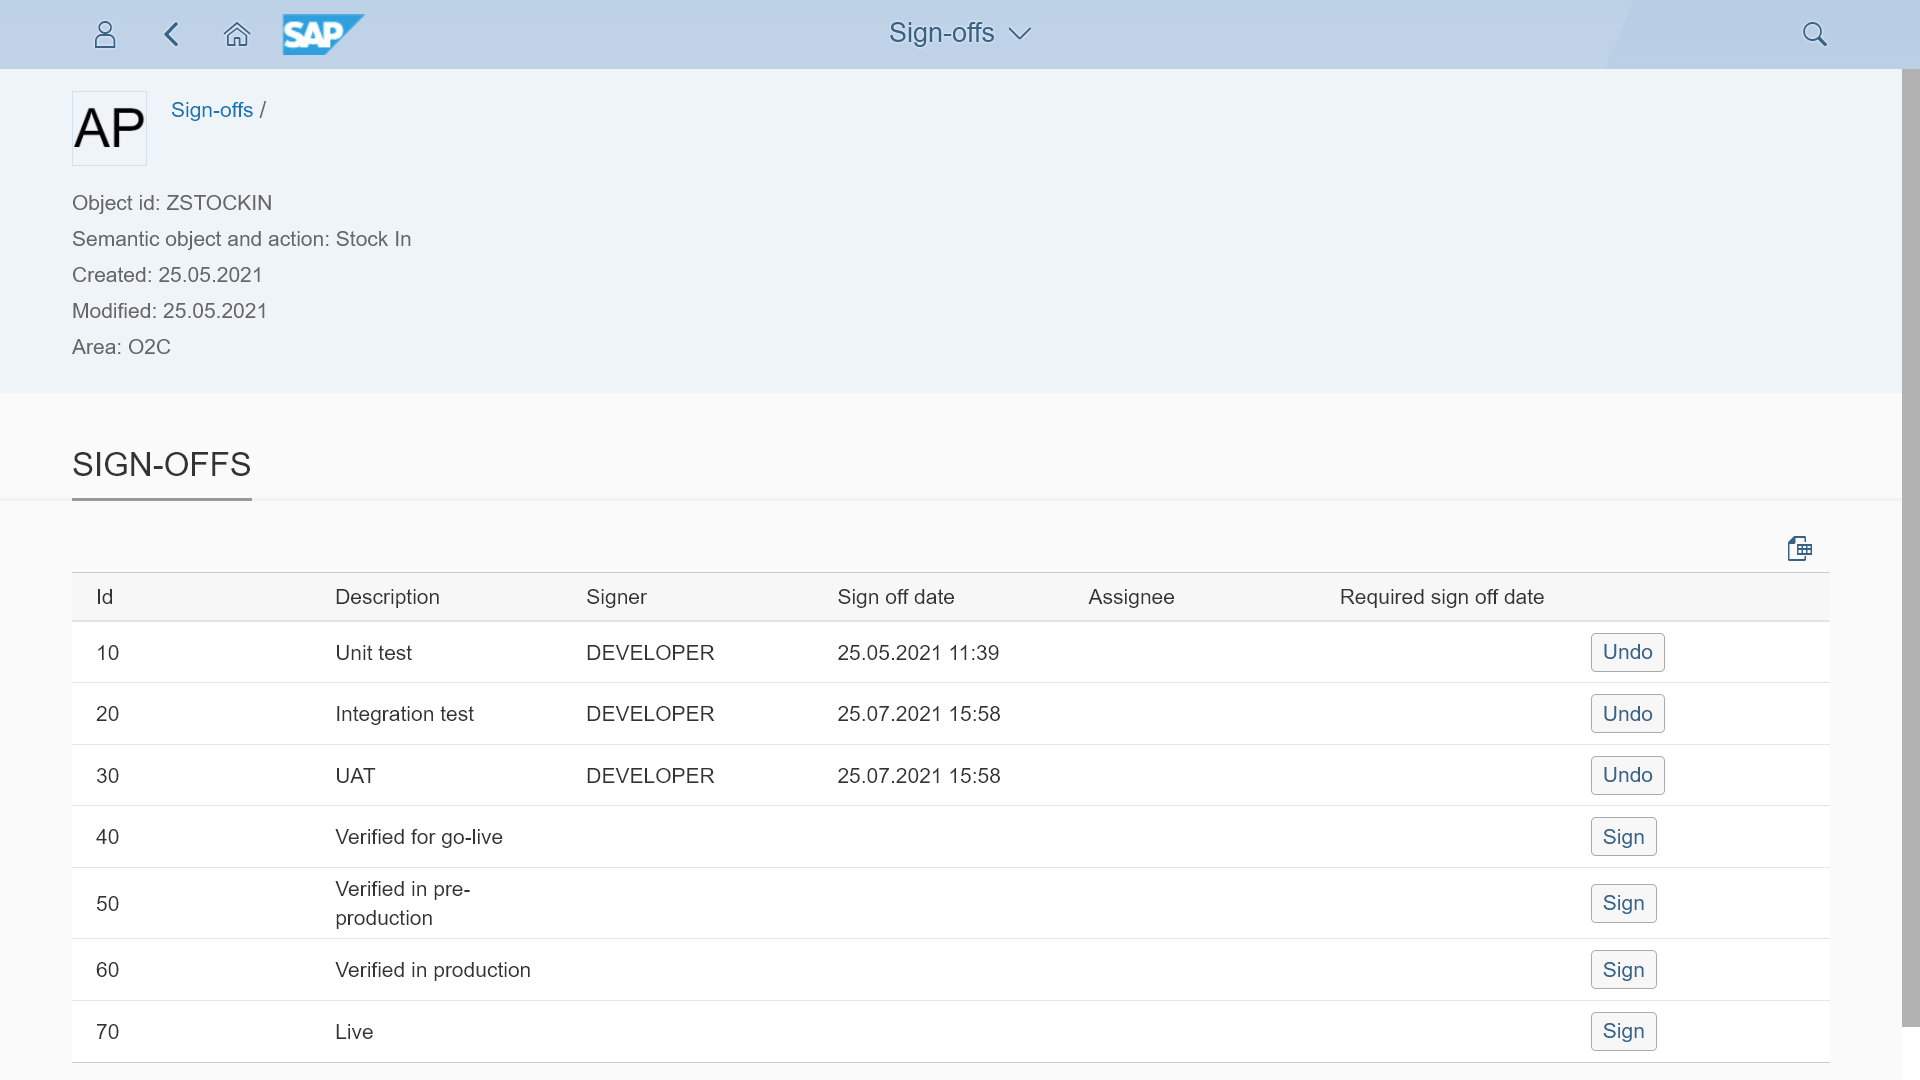 SAP
Sign-offs
AP
Sign-offs /
Object id: ZSTOCKIN
Semantic object and action: Stock In
Created: 25.05.2021
Modified: 25.05.2021
Area: O2C
SIGN-OFFS
Id Description Signer Sign off date Assignee Required sign off date
10 Unit test DEVELOPER 25.05.2021 11:39 Undo
20 Integration test DEVELOPER 25.07.2021 15:58 Undo
30 UAT DEVELOPER 25.07.2021 15:58 Undo
40 Verified for go-live Sign
50 Verified in pre-
production Sign
60 Verified in production Sign
70 Live Sign